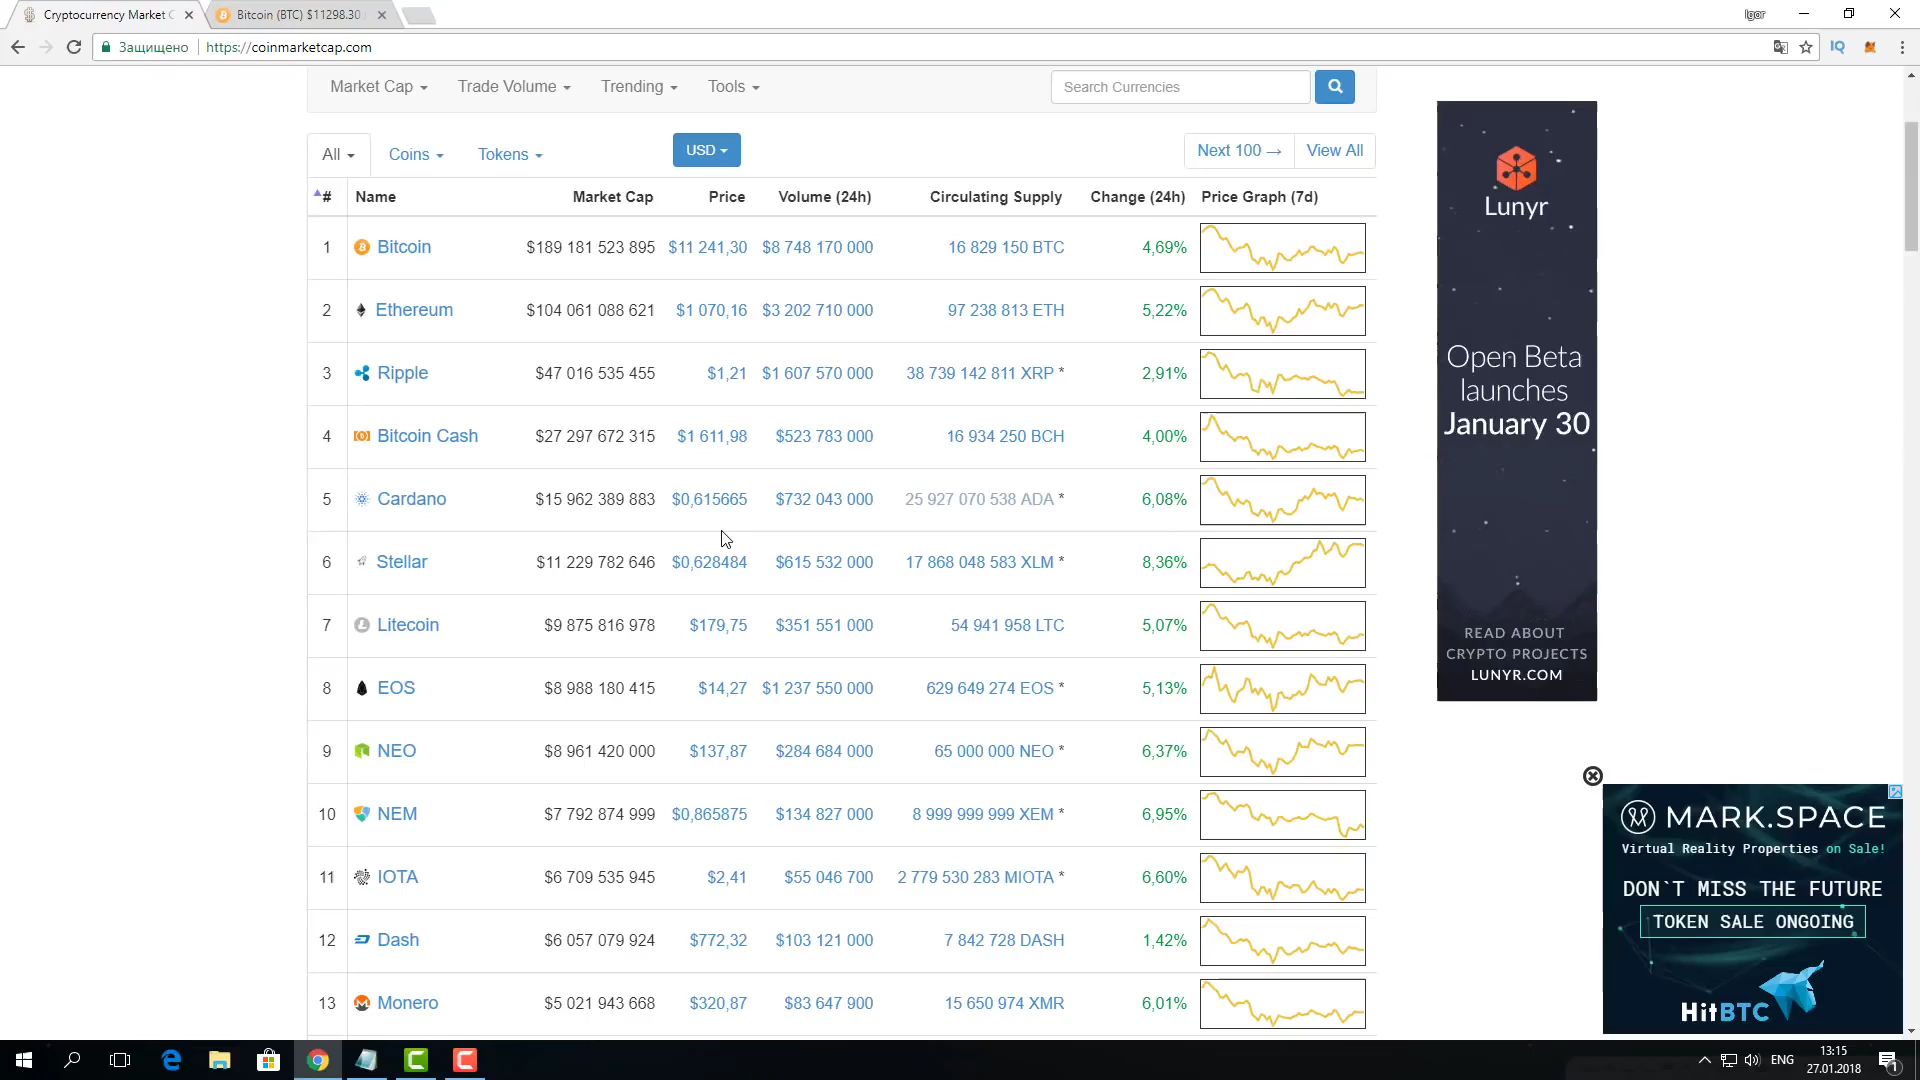 Cryptocurrency Market C
Bitcoin (BTC) $11298.30
Igor
Защищено https://coinmarketcap.com
IQ
Market Cap Trade Volume Trending Tools Search Currencies
All Coins Tokens USD Next 100 → View All
# Name Market Cap Price Volume (24h) Circulating Supply Change (24h) Price Graph (7d)
1 Bitcoin $189 181 523 895 $11 241,30 $8 748 170 000 16 829 150 BTC 4,69%
2 Ethereum $104 061 088 621 $1 070,16 $3 202 710 000 97 238 813 ETH 5,22%
3 Ripple $47 016 535 455 $1,21 $1 607 570 000 38 739 142 811 XRP * 2,91%
4 Bitcoin Cash $27 297 672 315 $1 611,98 $523 783 000 16 934 250 BCH 4,00%
5 Cardano $15 962 389 883 $0,615665 $732 043 000 25 927 070 538 ADA * 6,08%
6 Stellar $11 229 782 646 $0,628484 $615 532 000 17 868 048 583 XLM * 8,36%
7 Litecoin $9 875 816 978 $179,75 $351 551 000 54 941 958 LTC 5,07%
8 EOS $8 988 180 415 $14,27 $1 237 550 000 629 649 274 EOS * 5,13%
9 NEO $8 961 420 000 $137,87 $284 684 000 65 000 000 NEO * 6,37%
10 NEM $7 792 874 999 $0,865875 $134 827 000 8 999 999 999 XEM * 6,95%
11 IOTA $6 709 535 945 $2,41 $55 046 700 2 779 530 283 MIOTA * 6,60%
12 Dash $6 057 079 924 $772,32 $103 121 000 7 842 728 DASH 1,42%
13 Monero $5 021 943 668 $320,87 $83 647 900 15 650 974 XMR 6,01%
Lunyr
Open Beta
launches
January 30
READ ABOUT
CRYPTO PROJECTS
LUNYR.COM
MARK.SPACE
Virtual Reality Properties on Sale!
DON`T MISS THE FUTURE
TOKEN SALE ONGOING
HitBTC
ENG
13:15
27.01.2018
1